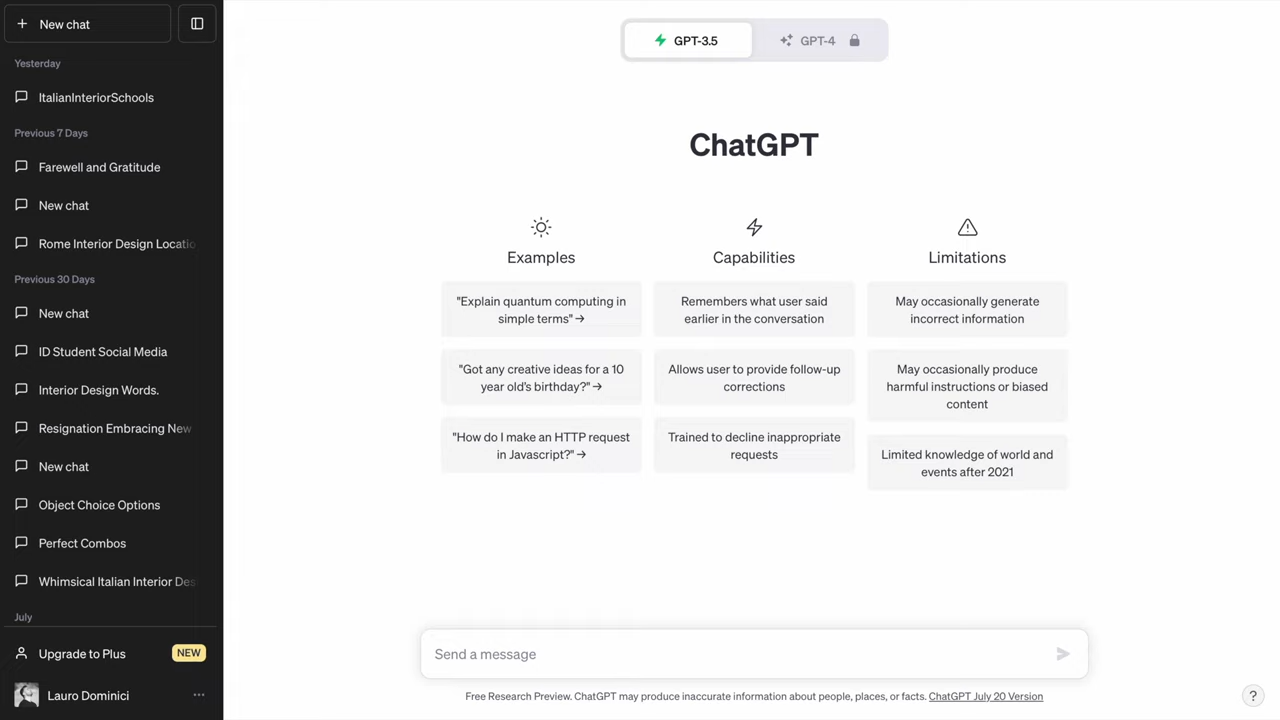 New chat
Yesterday
ItalianInteriorSchools
Previous 7 Days
Farewell and Gratitude
New chat
Rome Interior Design Locatio
Previous 30 Days
New chat
ID Student Social Media
Interior Design Words.
Resignation Embracing New
New chat
Object Choice Options
Perfect Combos
Whimsical Italian Interior Des
July
Upgrade to Plus NEW
Lauro Dominici
GPT-3.5 GPT-4
ChatGPT
Examples
"Explain quantum computing in
simple terms" →
"Got any creative ideas for a 10
year old's birthday?" →
"How do I make an HTTP request
in Javascript?" →
Capabilities
Remembers what user said
earlier in the conversation
Allows user to provide follow-up
corrections
Trained to decline inappropriate
requests
Limitations
May occasionally generate
incorrect information
May occasionally produce
harmful instructions or biased
content
Limited knowledge of world and
events after 2021
Send a message
Free Research Preview. ChatGPT may produce inaccurate information about people, places, or facts. ChatGPT July 20 Version
?